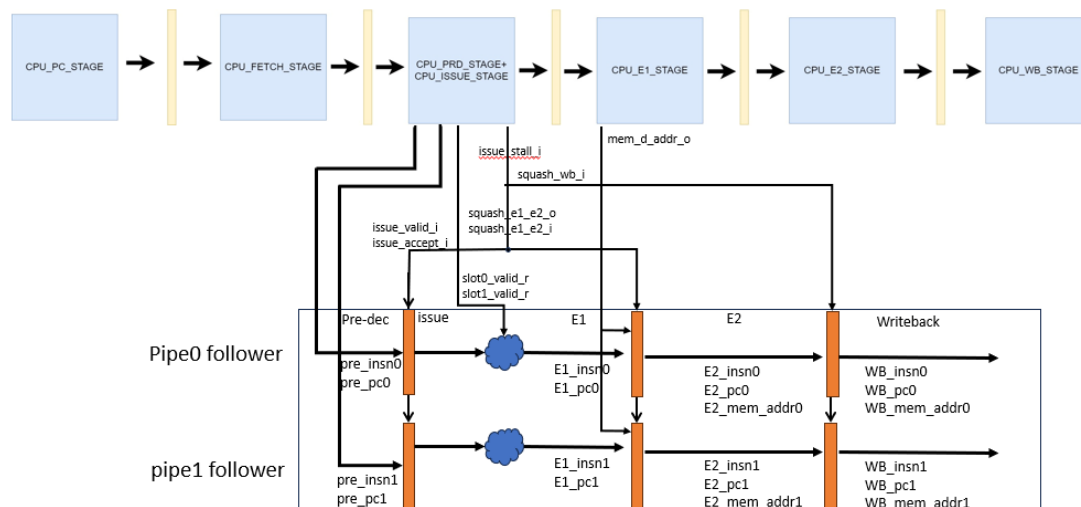 CPU_PC_STAGE
CPU_FETCH_STAGE
CPU_PRD_STAGE+
CPU_ISSUE_STAGE
CPU_E1_STAGE
CPU_E2_STAGE
CPU_WB_STAGE
mem_d_addr_o
issue_stall_i
squash_wb_i
squash_e1_e2_o
squash_e1_e2_i
issue_valid_i
issue_accept_i
slot0_valid_r
slot1_valid_r
Pre-dec
issue
E1
E2
Writeback
Pipe0 follower
pre_insn0
pre_pc0
E1_insn0
E1_pc0
E2_insn0
E2_pc0
E2_mem_addr0
WB_insn0
WB_pc0
WB_mem_addr0
pipe1 follower
pre_insn1
pre_pc1
E1_insn1
E1_pc1
E2_insn1
E2_pc1
E2_mem_addr1
WB_insn1
WB_pc1
WB_mem_addr1